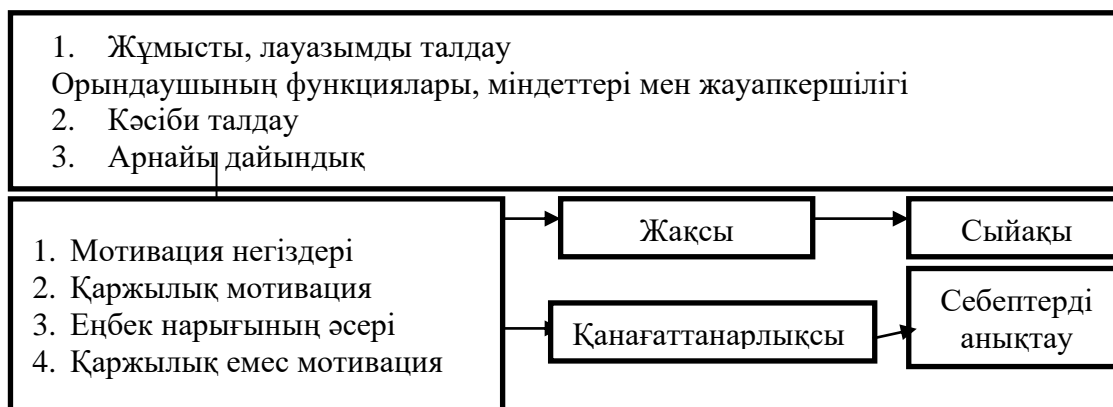 1. Жұмысты, лауазымды талдау
Орындаушының функциялары, міндеттері мен жауапкершілігі
2. Кәсіби талдау
3. Арнайы дайындық
1. Мотивация негіздері
2. Қаржылық мотивация
3. Еңбек нарығының әсері
4. Қаржылық емес мотивация
Жақсы
Сыйақы
Қанағаттанарлықсы
Себептерді
анықтау